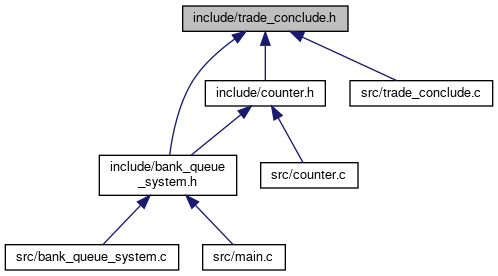 include/trade_conclude.h
include/counter.h
src/trade_conclude.c
include/bank_queue
_system.h
src/counter.c
src/bank_queue_system.c
src/main.c